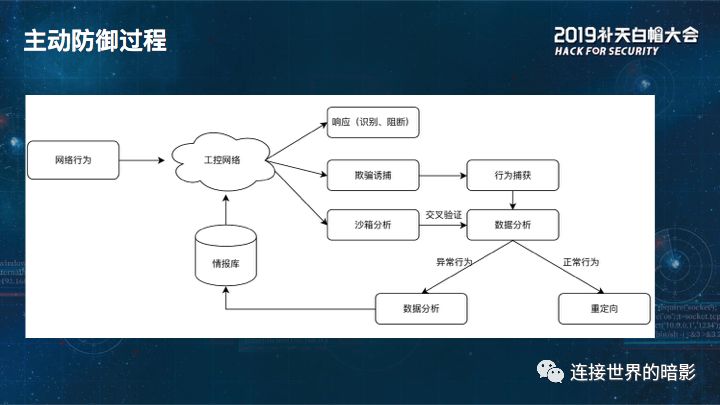 主动防御过程
2019补天白帽大会
HACK FOR SECURITY
响应（识别、阻断）
网络行为
工控网络
欺骗诱捕
行为捕获
沙箱分析
交叉验证
数据分析
情报库
异常行为
正常行为
数据分析
重定向
连接世界的暗影